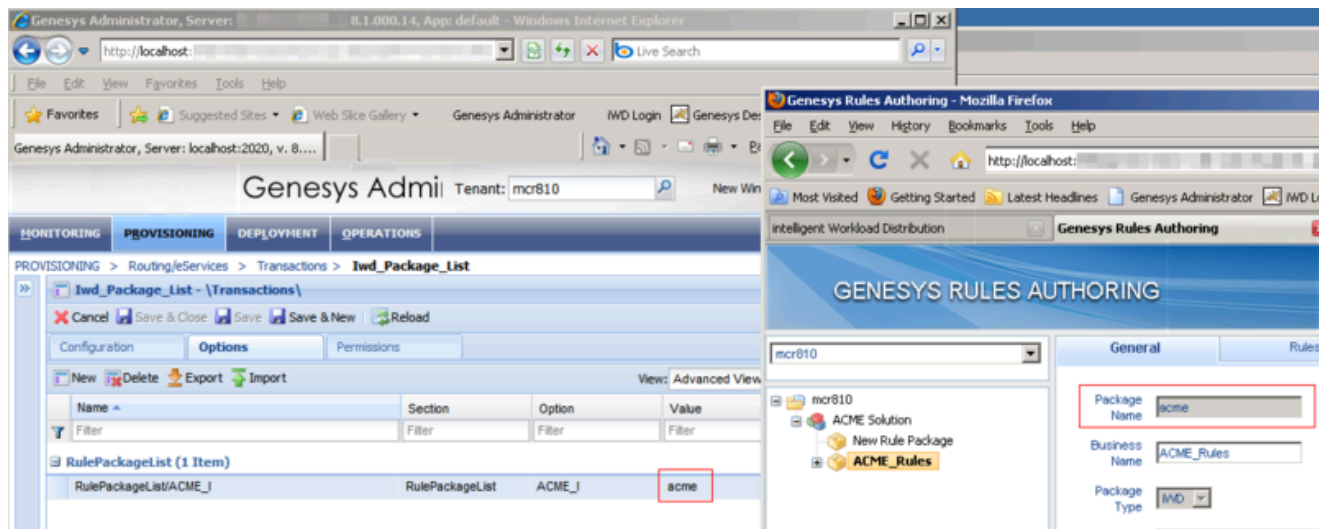 Genesys Administrator, Server: 8.1.000.14, App: default - Windows Internet Explorer
http://localhost:
Live Search
File Edit View Favorites Tools Help
Favorites Suggested Sites Web Slice Gallery Genesys Administrator IWD Login Genesys De
Genesys Administrator, Server: localhost:2020, v. 8....
Genesys Admi Tenant: mcr810 New Win
MONITORING PROVISIONING DEPLOYMENT OPERATIONS
PROVISIONING > Routing/eServices > Transactions > Iwd_Package_List
Iwd_Package_List - \Transactions\
Cancel Save & Close Save Save & New Reload
Configuration Options Permissions
New Delete Export Import View: Advanced View
Name Section Option Value
Filter Filter Filter Filter
RulePackageList (1 Item)
RulePackageList/ACME_I RulePackageList ACME_I acme
Genesys Rules Authoring - Mozilla Firefox
File Edit View History Bookmarks Tools Help
http://localhost:
Most Visited Getting Started Latest Headlines Genesys Administrator IWD Lo
intelligent Workload Distribution Genesys Rules Authoring
GENESYS RULES AUTHORING
mcr810
General Rules
mcr810
ACME Solution
New Rule Package
ACME_Rules
Package Name acme
Business Name ACME_Rules
Package Type IWD